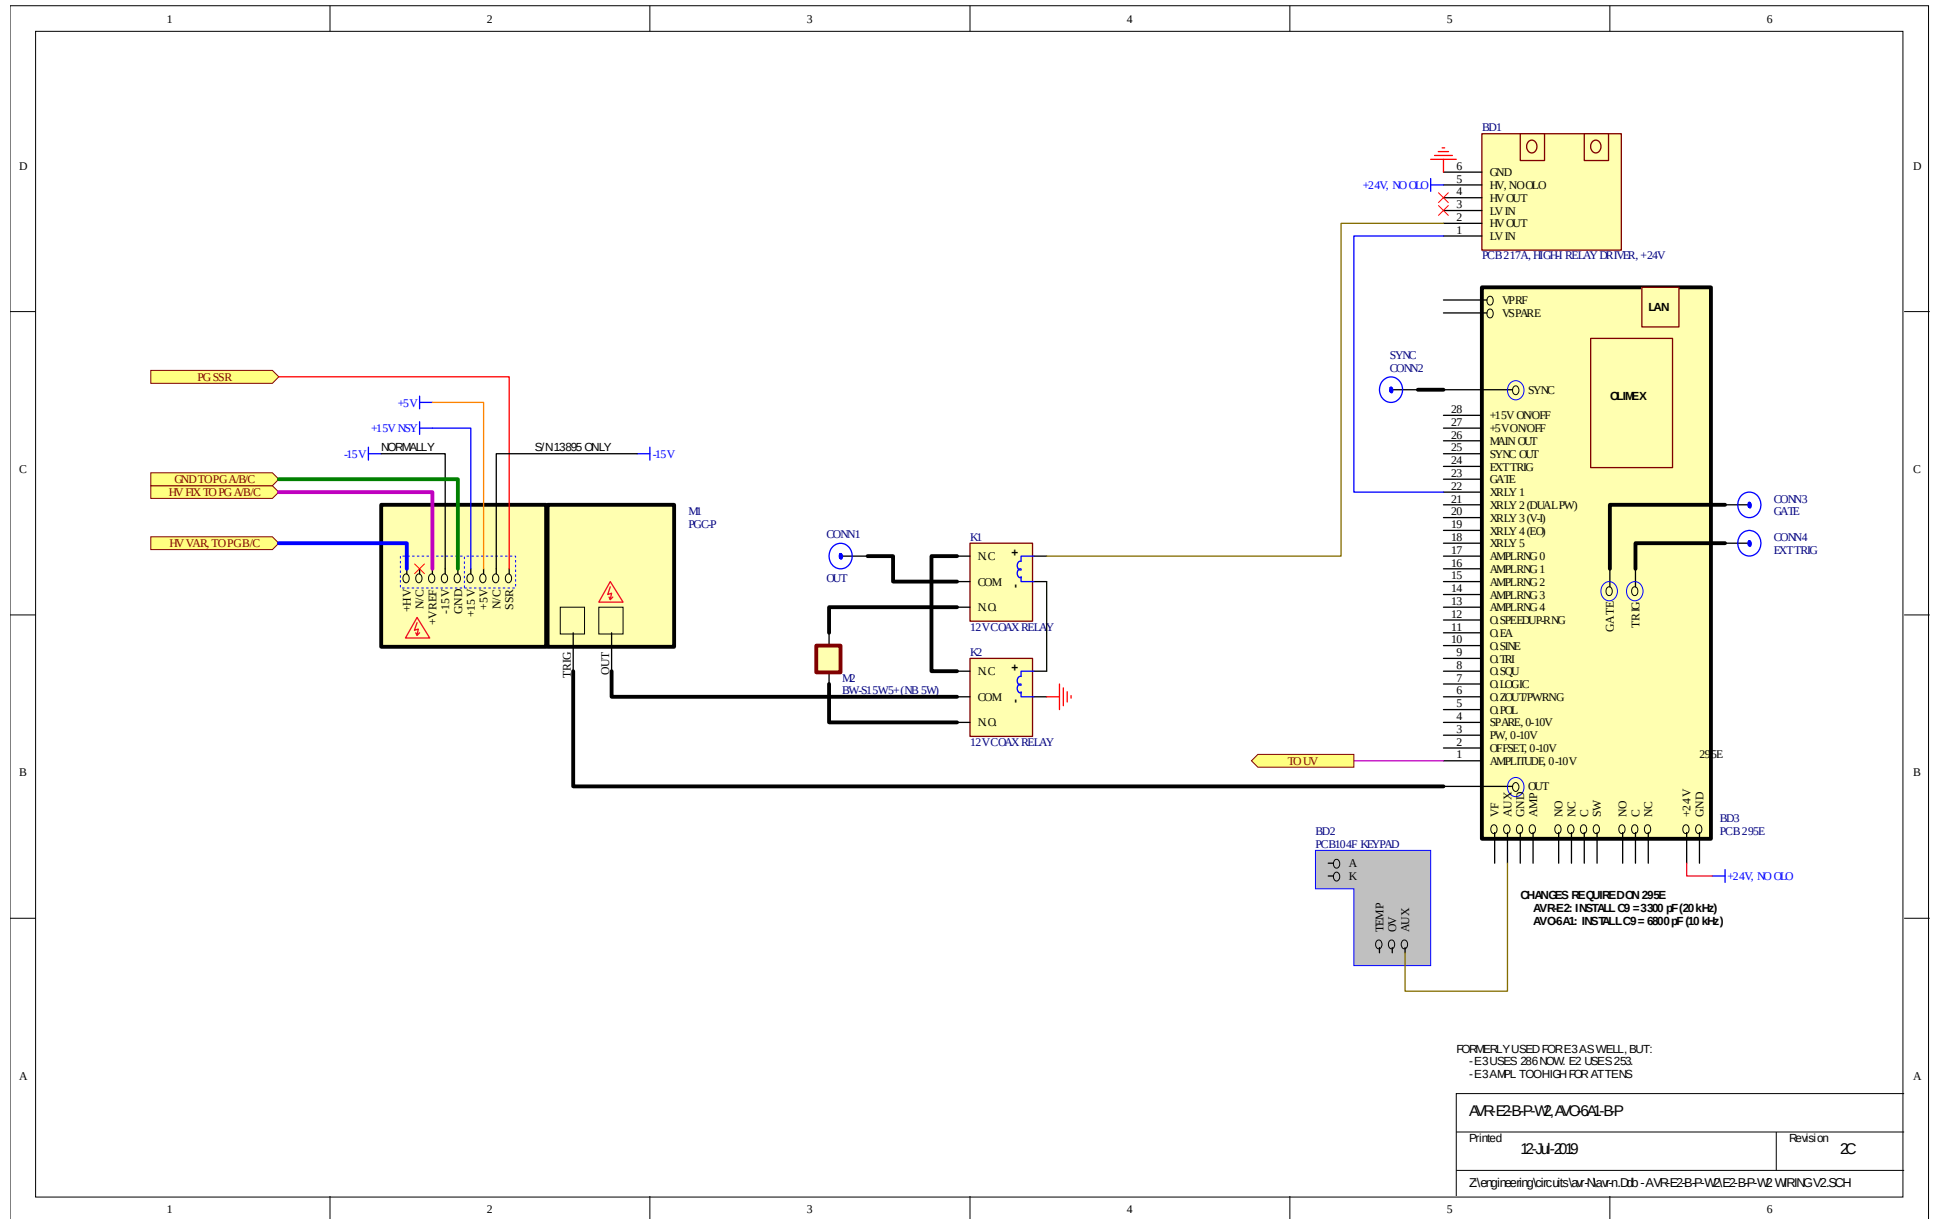 1 2 3 4 5 6
D
C
B
A
D
C
B
A
BD1
6 GND
5 HV, NO OLO
+24V, NO OLO
4 HV OUT
3 LV IN
2 HV OUT
1 LV IN
PCB 217A, HIGH-I RELAY DRIVER, +24V
VPRF
VSPARE
LAN
OLIMEX
SYNC
CONN2
SYNC
28 +15V ON/OFF
27 +5V ON/OFF
26 MAIN OUT
25 SYNC OUT
24 EXT TRIG
23 GATE
22 XRLY 1
21 XRLY 2 (DUAL PW)
20 XRLY 3 (V-I)
19 XRLY 4 (EO)
18 XRLY 5
17 AMPLRNG 0
16 AMPLRNG 1
15 AMPLRNG 2
14 AMPLRNG 3
13 AMPLRNG 4
12 O.SPEEDUP-RNG
11 O.EA
10 O.SINE
9 O.TRI
8 O.SQU
7 O.LOGIC
6 O.ZOUT/PWRNG
5 O.POL
4 SPARE, 0-10V
3 PW, 0-10V
2 OFFSET, 0-10V
1 AMPLITUDE, 0-10V
295E
OUT
VF AUX GND AMP NO NC C SW NO C NC +24V GND
BD3
PCB 295E
+24V, NO OLO
GATE
TRIG
CONN3
GATE
CONN4
EXT TRIG
CHANGES REQUIRED ON 295E
AVR-E2: INSTALL C9 = 3300 pF (20 kHz)
AVO-6A1: INSTALL C9 = 6800 pF (10 kHz)
PG SSR
+5V
+15V NSY
-15V NORMALLY
S/N 13895 ONLY -15V
GND TO PG A/B/C
HV FIX TO PG A/B/C
HV VAR, TO PG B/C
M1
PGC-P
+HV N/C +VREF -15V GND +15V +5V N/C SSR
TRIG
OUT
CONN1
OUT
K1
N.C
COM
N.O.
+
-
12V COAX RELAY
K2
N.C
COM
N.O.
+
-
12V COAX RELAY
M2
BW-S15W5+ (NB 5W)
TO UV
BD2
PCB104F KEYPAD
A
K
TEMP OV AUX
FORMERLY USED FOR E3 AS WELL, BUT:
- E3 USES 286 NOW. E2 USES 253.
- E3 AMPL TOO HIGH FOR ATTENS
AVR-E2-B-P-W2, AVO-6A1-B-P
Printed 12-Jul-2019
Revision 2C
Z:\engineering\circuits\avr-N\avr-n.Ddb - AVR-E2-B-P-W2\E2-B-P-W2 WIRING V2.SCH
1 2 3 4 5 6